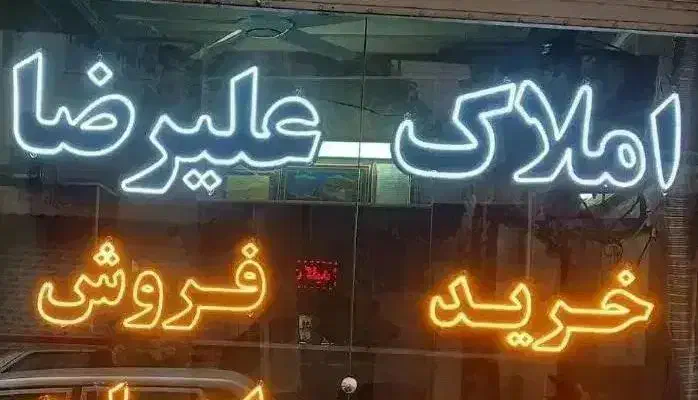 املاک علیرضا
خرید فروش